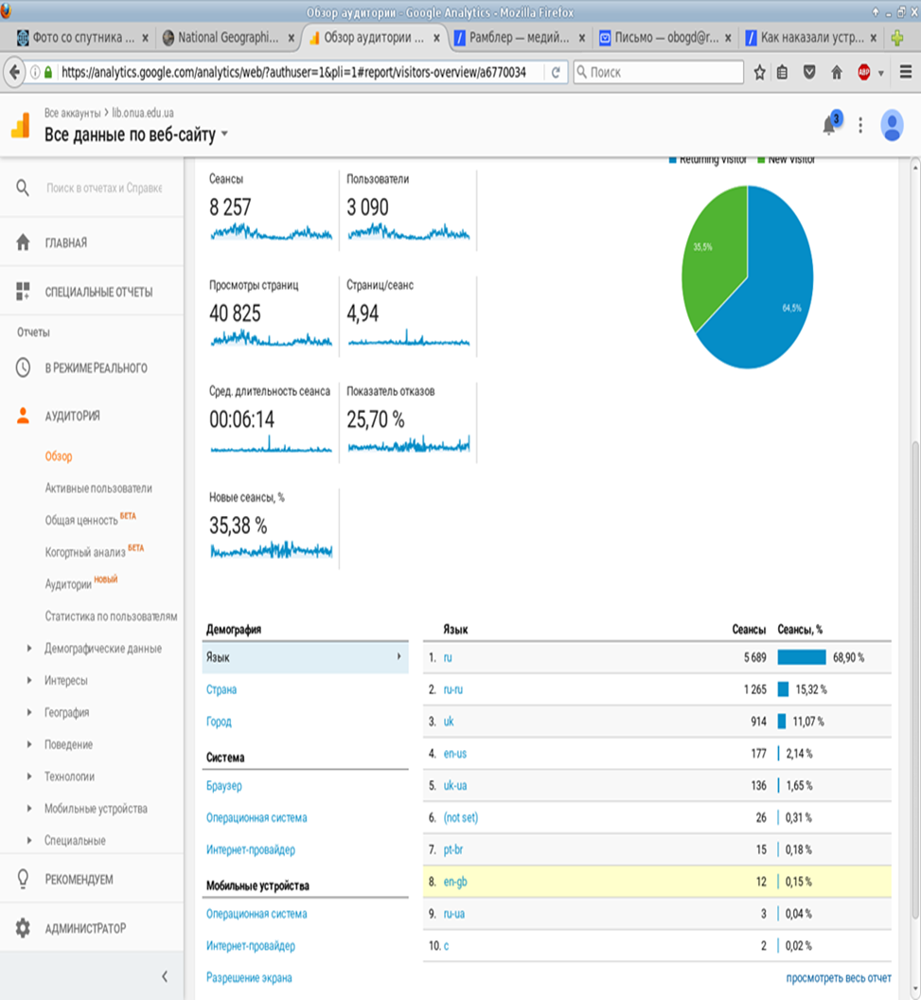 Обзор аудитории - Google Analytics - Mozilla Firefox
Фото со спутника ... × National Geographi... × Обзор аудитории ... × Рамблер — медий... × Письмо — obogd@r... × Как наказали устр... ×
https://analytics.google.com/analytics/web/?authuser=1&pli=1#report/visitors-overview/a6770034 Поиск ABP
Все аккаунты > lib.onua.edu.ua
Все данные по веб-сайту
3
Поиск в отчетах и Справке
ГЛАВНАЯ
СПЕЦИАЛЬНЫЕ ОТЧЕТЫ
Отчеты
В РЕЖИМЕ РЕАЛЬНОГО
АУДИТОРИЯ
Обзор
Активные пользователи
Общая ценность БЕТА
Когортный анализ БЕТА
Аудитории НОВЫЙ
Статистика по пользователям
Демографические данные
Интересы
География
Поведение
Технологии
Мобильные устройства
Специальные
РЕКОМЕНДУЕМ
АДМИНИСТРАТОР
Returning Visitor New Visitor
Сеансы Пользователи
8 257 3 090
Просмотры страниц Страниц/сеанс
40 825 4,94
Сред. длительность сеанса Показатель отказов
00:06:14 25,70 %
Новые сеансы, %
35,38 %
35,5%
64,5%
Демография
Язык
Страна
Город
Система
Браузер
Операционная система
Интернет-провайдер
Мобильные устройства
Операционная система
Интернет-провайдер
Разрешение экрана
Язык Сеансы Сеансы, %
1. ru 5 689 68,90 %
2. ru-ru 1 265 15,32 %
3. uk 914 11,07 %
4. en-us 177 2,14 %
5. uk-ua 136 1,65 %
6. (not set) 26 0,31 %
7. pt-br 15 0,18 %
8. en-gb 12 0,15 %
9. ru-ua 3 0,04 %
10. c 2 0,02 %
просмотреть весь отчет